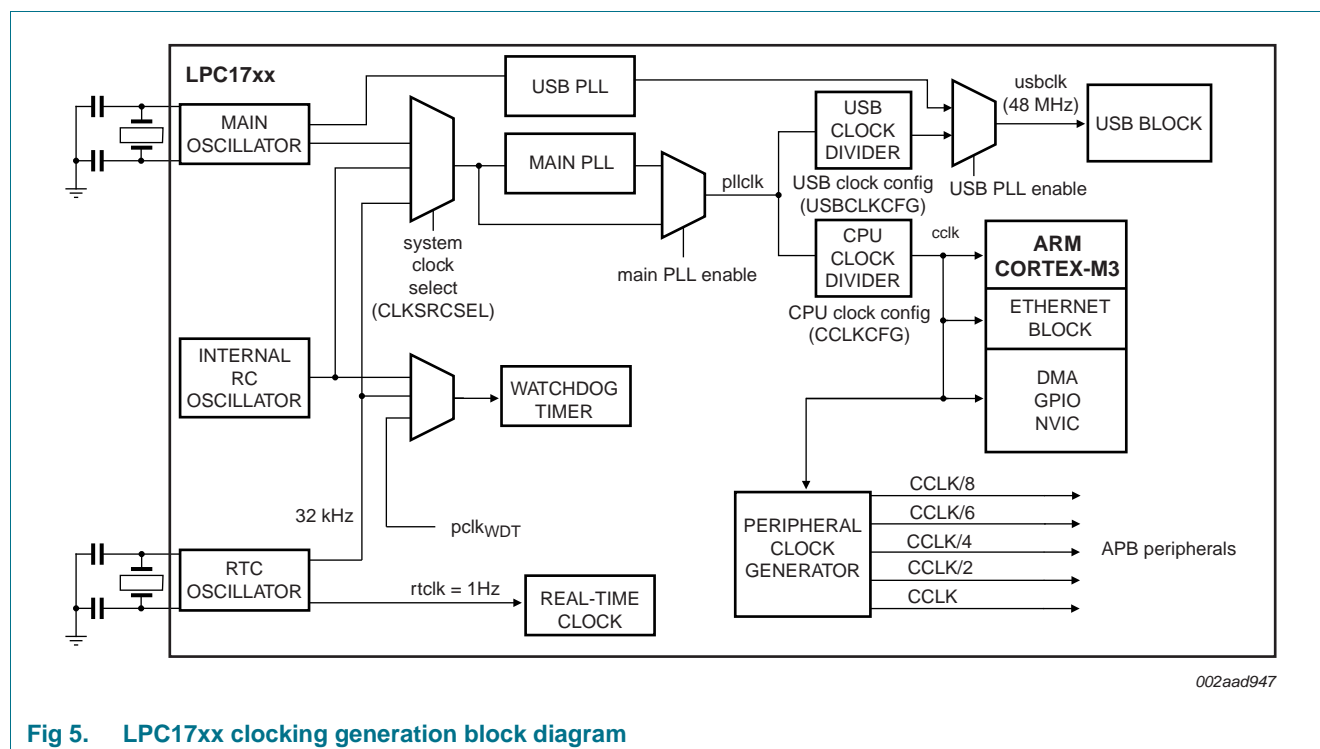 LPC17xx
MAIN
OSCILLATOR
USB PLL
MAIN PLL
system
clock
select
(CLKSRCSEL)
main PLL enable
pllclk
USB
CLOCK
DIVIDER
USB clock config
(USBCLKCFG)
usbclk
(48 MHz)
USB BLOCK
USB PLL enable
CPU
CLOCK
DIVIDER
CPU clock config
(CCLKCFG)
cclk
ARM
CORTEX-M3
ETHERNET
BLOCK
DMA
GPIO
NVIC
INTERNAL
RC
OSCILLATOR
WATCHDOG
TIMER
pclkWDT
32 kHz
RTC
OSCILLATOR
rtclk = 1Hz
REAL-TIME
CLOCK
PERIPHERAL
CLOCK
GENERATOR
CCLK/8
CCLK/6
CCLK/4
CCLK/2
CCLK
APB peripherals
002aad947
Fig 5. LPC17xx clocking generation block diagram